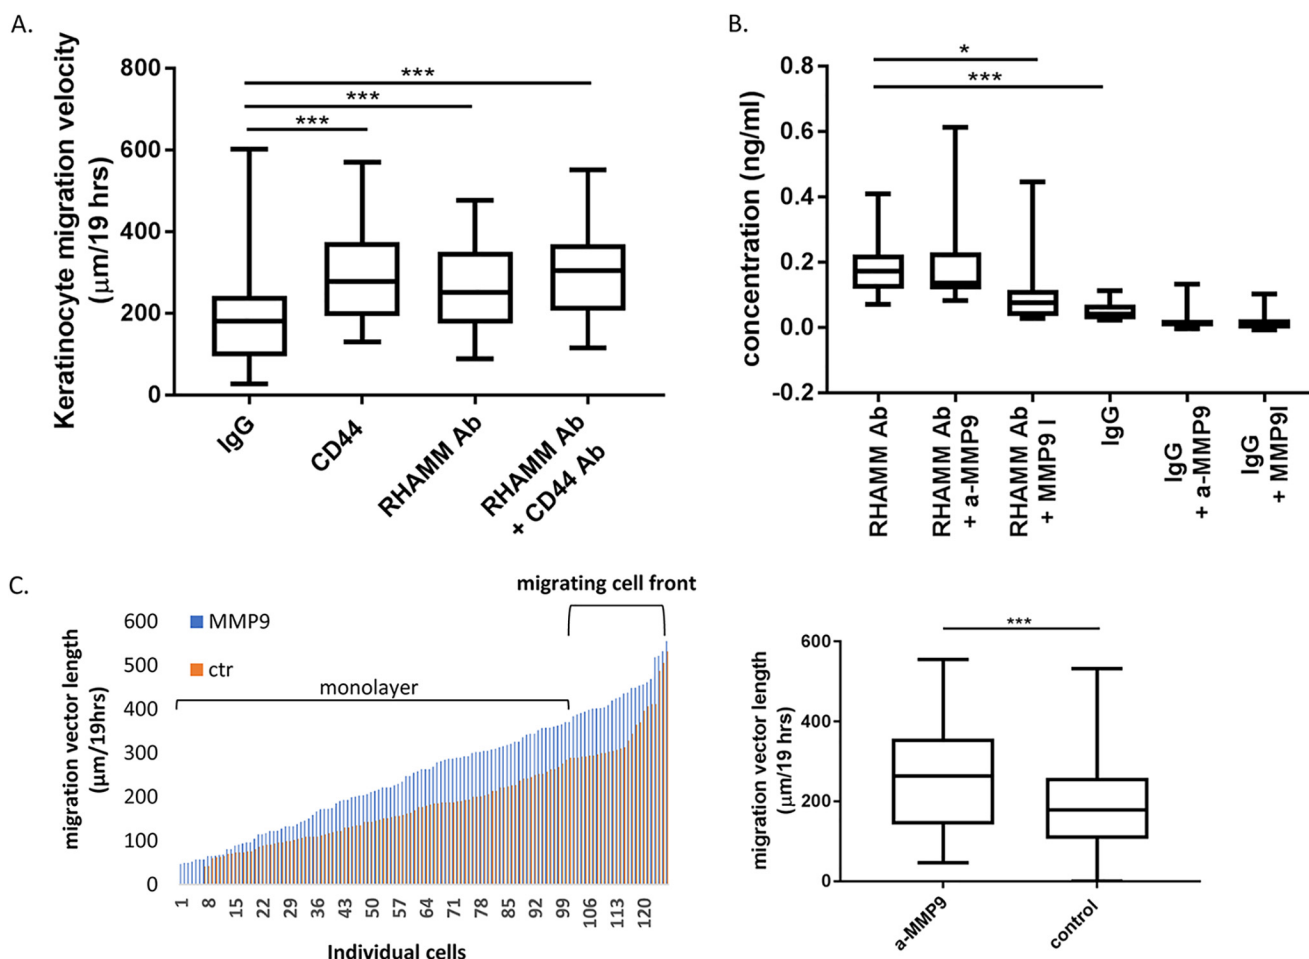 A.
Keratinocyte migration velocity
(μm/19 hrs)
800
600
400
200
0
***
***
***
IgG
CD44
RHAMM Ab
RHAMM Ab
+ CD44 Ab
B.
concentration (ng/ml)
0.8
0.6
0.4
0.2
0.0
-0.2
*
***
RHAMM Ab
RHAMM Ab
+ a-MMP9
RHAMM Ab
+ MMP9 I
IgG
IgG
+ a-MMP9
IgG
+ MMP9I
C.
migration vector length
(μm/19hrs)
600
500
400
300
200
100
0
MMP9
ctr
monolayer
migrating cell front
1
8
15
22
29
36
43
50
57
64
71
78
85
92
99
106
113
120
Individual cells
migration vector length
(μm/19 hrs)
600
400
200
0
***
a-MMP9
control